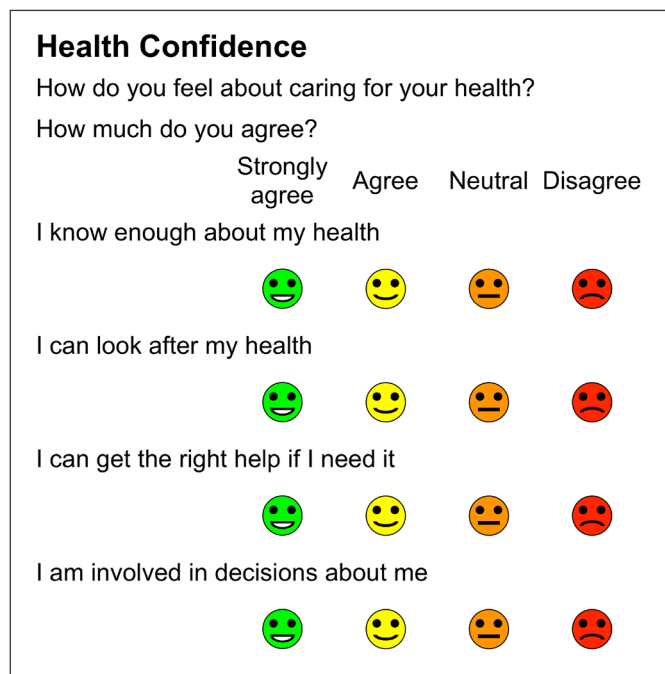 Health Confidence
How do you feel about caring for your health?
How much do you agree?
Strongly agree Agree Neutral Disagree
I know enough about my health
I can look after my health
I can get the right help if I need it
I am involved in decisions about me